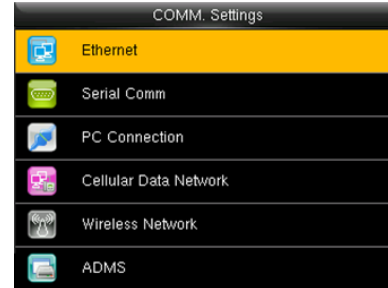 COMM. Settings
Ethernet
Serial Comm
PC Connection
Cellular Data Network
Wireless Network
ADMS